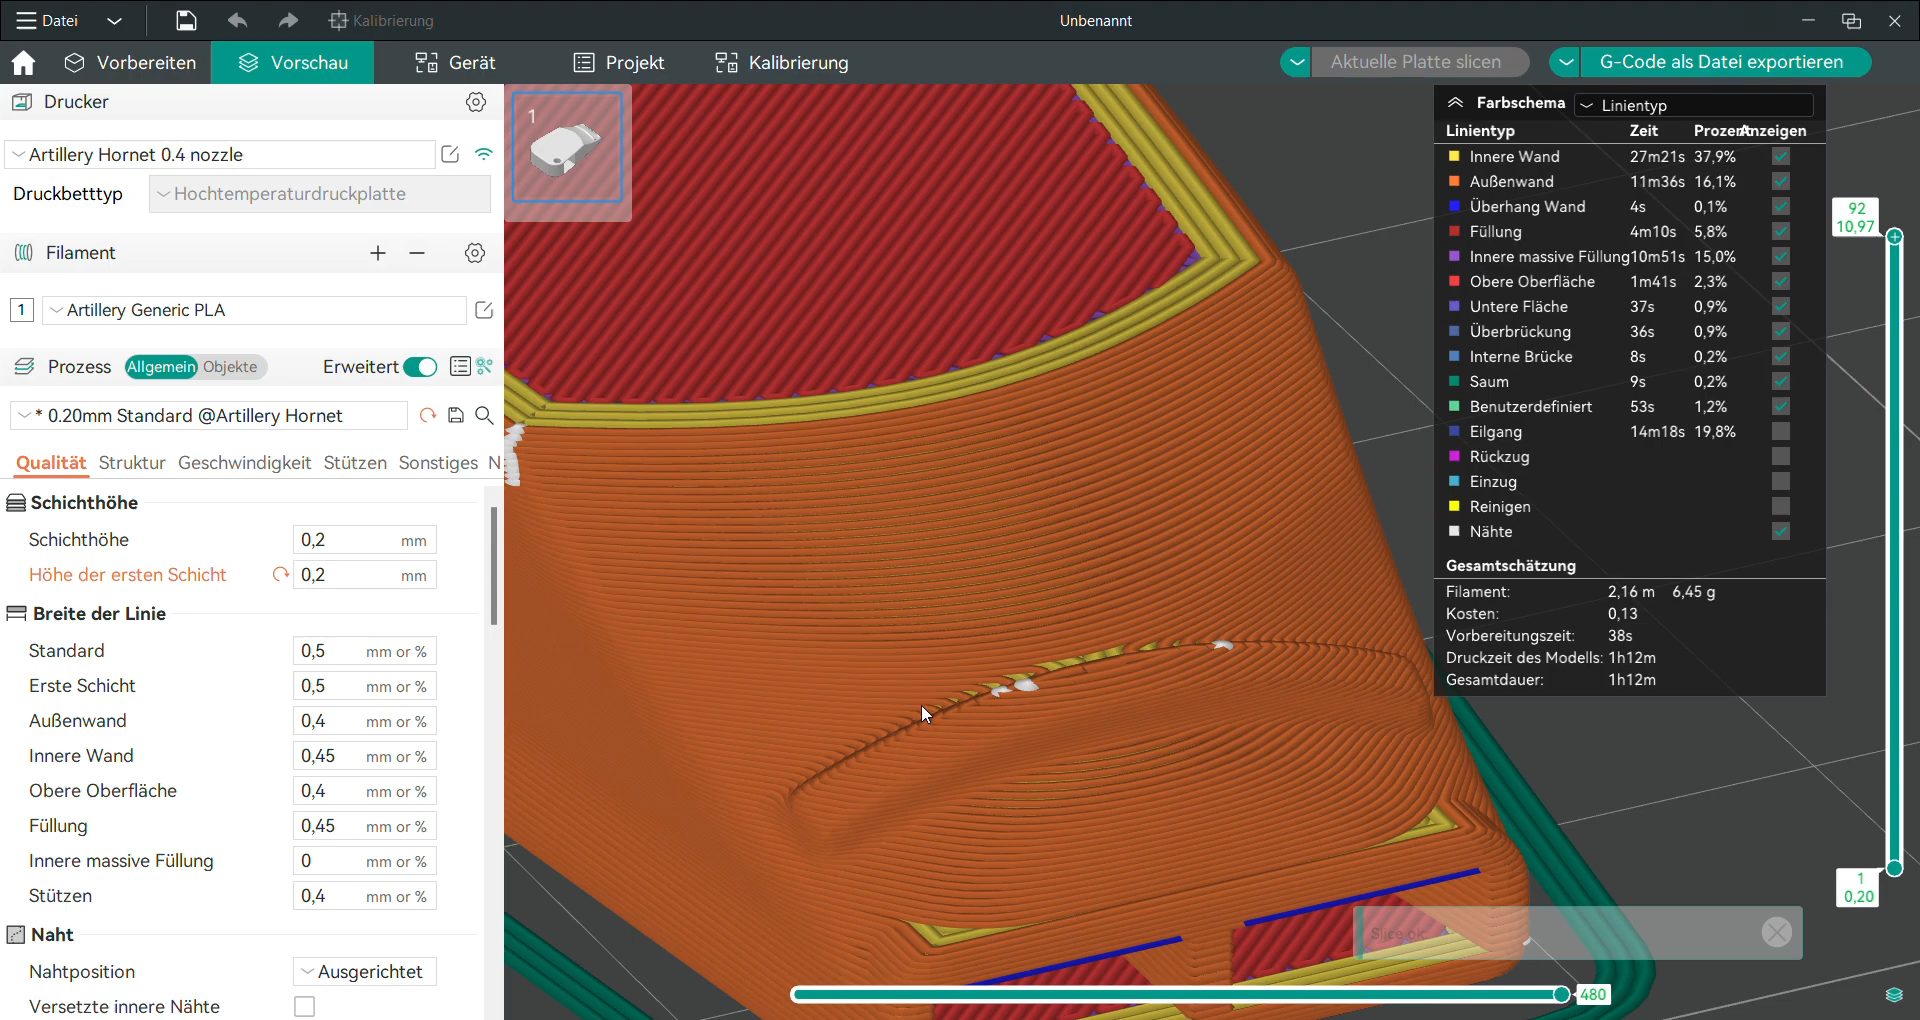 Datei
Kalibrierung
Unbenannt
Vorbereiten
Vorschau
Gerät
Projekt
Kalibrierung
Aktuelle Platte slicen
G-Code als Datei exportieren
Drucker
Artillery Hornet 0.4 nozzle
Druckbetttyp
Hochtemperaturdruckplatte
Filament
1 Artillery Generic PLA
Prozess Allgemein Objekte Erweitert
* 0.20mm Standard @Artillery Hornet
Qualität Struktur Geschwindigkeit Stützen Sonstiges N
Schichthöhe
Schichthöhe 0,2 mm
Höhe der ersten Schicht 0,2 mm
Breite der Linie
Standard 0,5 mm or %
Erste Schicht 0,5 mm or %
Außenwand 0,4 mm or %
Innere Wand 0,45 mm or %
Obere Oberfläche 0,4 mm or %
Füllung 0,45 mm or %
Innere massive Füllung 0 mm or %
Stützen 0,4 mm or %
Naht
Nahtposition Ausgerichtet
Versetzte innere Nähte
1
Farbschema Linientyp
Linientyp Zeit Prozent Anzeigen
Innere Wand 27m21s 37,9%
Außenwand 11m36s 16,1%
Überhang Wand 4s 0,1%
Füllung 4m10s 5,8%
Innere massive Füllung 10m51s 15,0%
Obere Oberfläche 1m41s 2,3%
Untere Fläche 37s 0,9%
Überbrückung 36s 0,9%
Interne Brücke 8s 0,2%
Saum 9s 0,2%
Benutzerdefiniert 53s 1,2%
Eilgang 14m18s 19,8%
Rückzug
Einzug
Reinigen
Nähte
Gesamtschätzung
Filament: 2,16 m 6,45 g
Kosten: 0,13
Vorbereitungszeit: 38s
Druckzeit des Modells: 1h12m
Gesamtdauer: 1h12m
92
10,97
1
0,20
Slice ok.
480